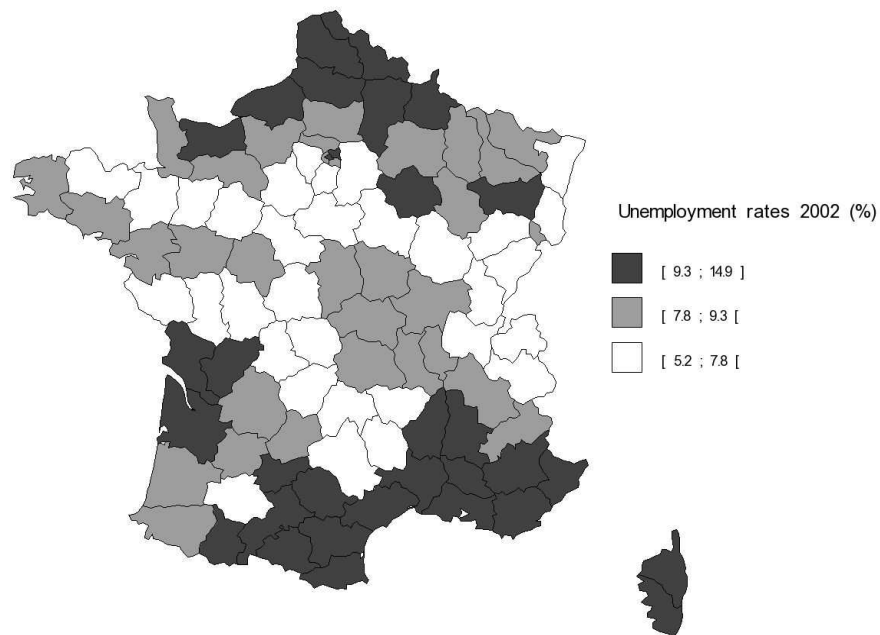 Unemployment rates 2002 (%)
[ 9.3 ; 14.9 ]
[ 7.8 ; 9.3 [
[ 5.2 ; 7.8 [